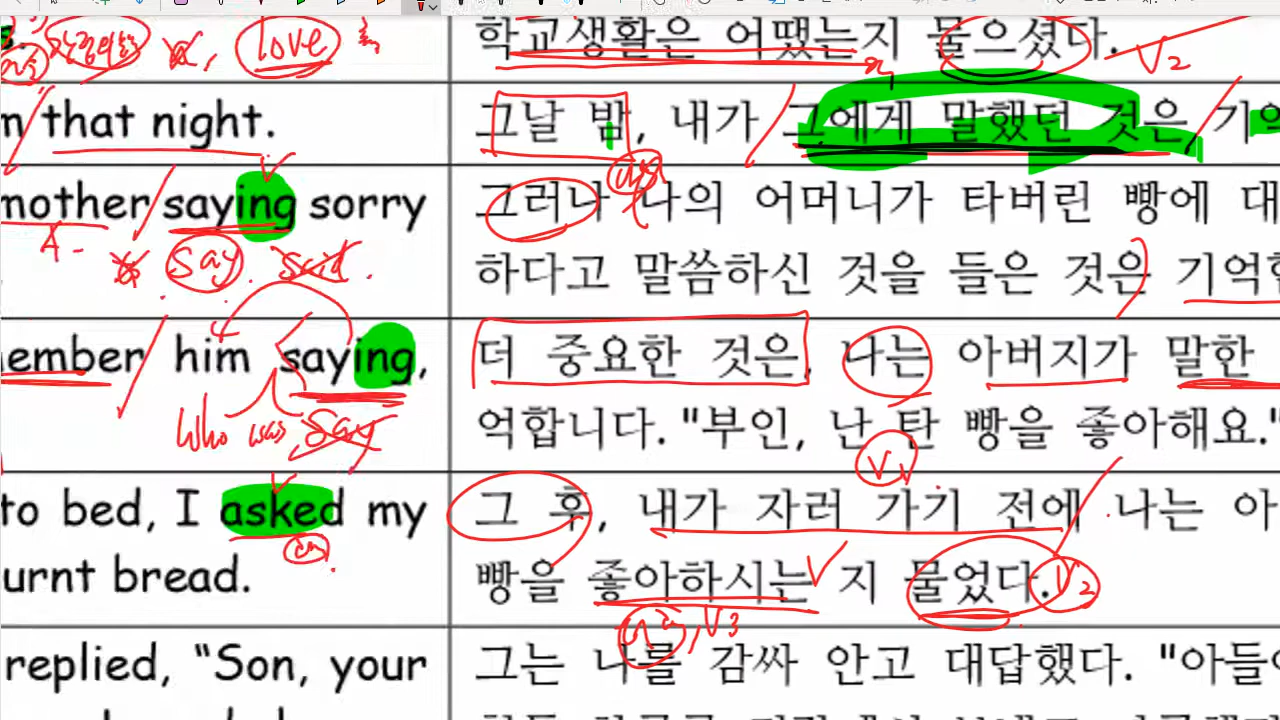 love
학교생활은 어땠는지 물으셨다.
V2
that night.
그날 밤, 내가 그에게 말했던 것은, 기억
mother saying sorry
그러나 나의 어머니가 타버린 빵에 대
say said.
하다고 말씀하신 것을 들은 것은 기억
ember him saying,
더 중요한 것은, 나는 아버지가 말한
who was say
억합니다. "부인, 난 탄 빵을 좋아해요."
V1
to bed, I asked my
그 후, 내가 자러 가기 전에 나는 아
urnt bread.
빵을 좋아하시는 지 물었다.
V2
V3
replied, “Son, your
그는 나를 감싸 안고 대답했다. "아들